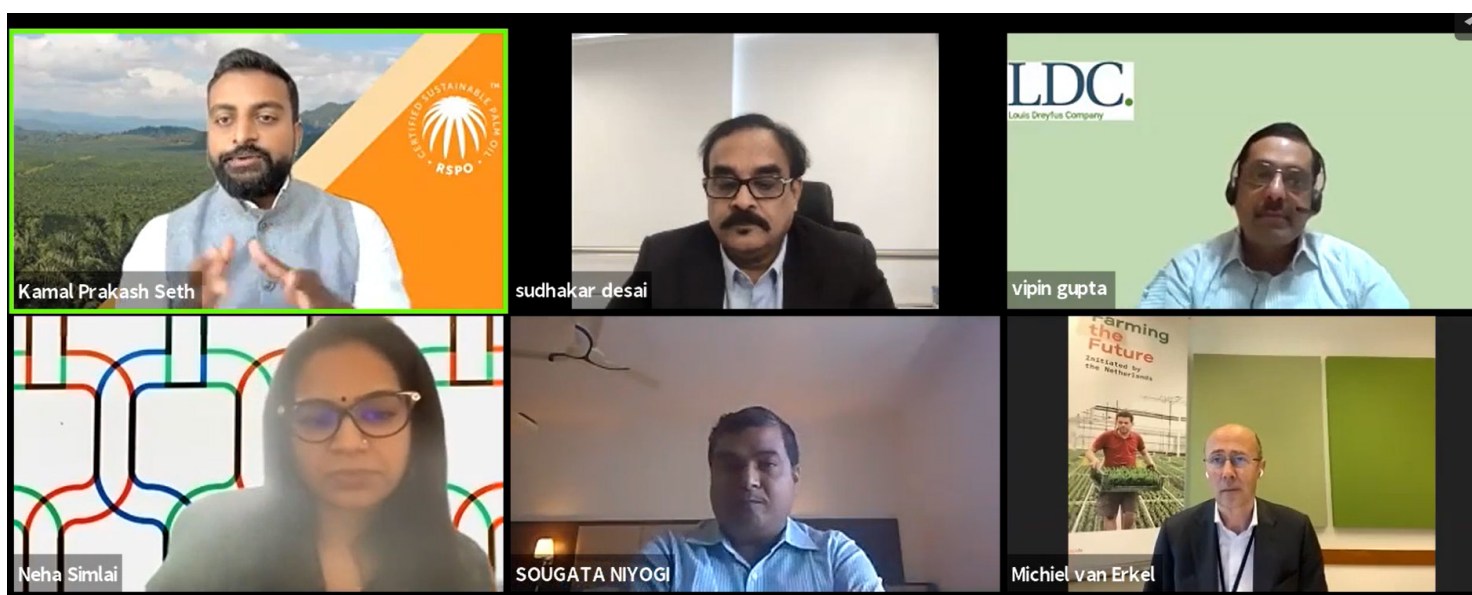 CERTIFIED SUSTAINABLE PALM OIL ™
RSPO
Kamal Prakash Seth
sudhakar desai
LDC.
Louis Dreyfus Company
vipin gupta
Neha Simlai
SOUGATA NIYOGI
Farming
the
Future
Initiated by
the Netherlands
Michiel van Erkel